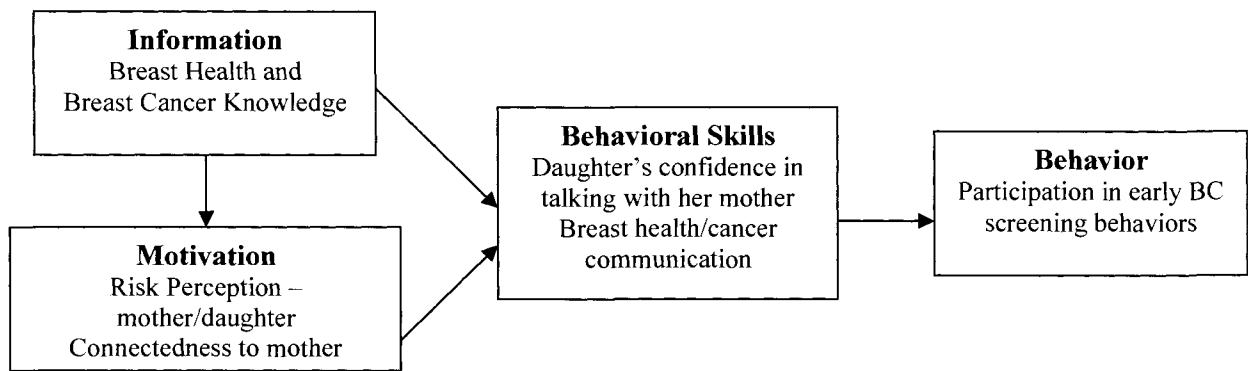 Information
Breast Health and
Breast Cancer Knowledge
Motivation
Risk Perception –
mother/daughter
Connectedness to mother
Behavioral Skills
Daughter's confidence in
talking with her mother
Breast health/cancer
communication
Behavior
Participation in early BC
screening behaviors